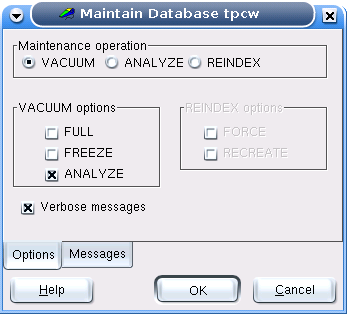 Maintain Database tpcw
Maintenance operation
VACUUM ANALYZE REINDEX
VACUUM options REINDEX options
FULL FORCE
FREEZE RECREATE
ANALYZE
Verbose messages
Options Messages
Help OK Cancel